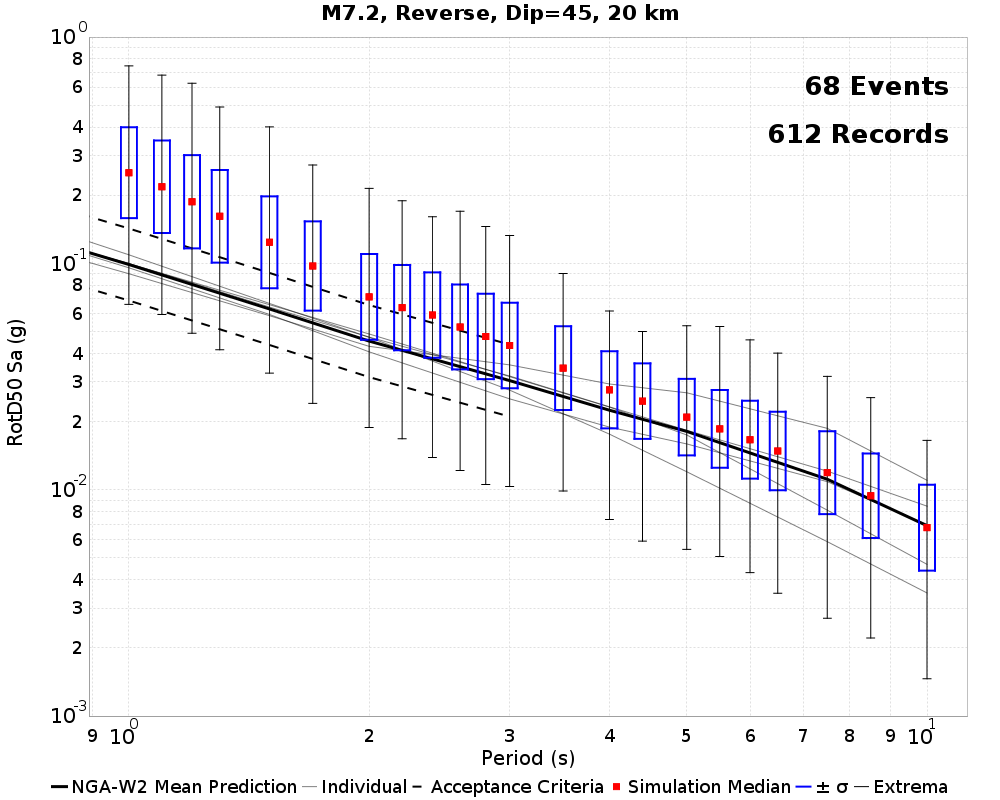 M7.2, Reverse, Dip=45, 20 km
68 Events
612 Records
RotD50 Sa (g)
10^0
8
6
4
3
2
10^-1
8
6
4
3
2
10^-2
8
6
4
3
2
10^-3
9 10^0 2 3 4 5 6 7 8 9 10^1
Period (s)
NGA-W2 Mean Prediction Individual Acceptance Criteria Simulation Median ± σ Extrema